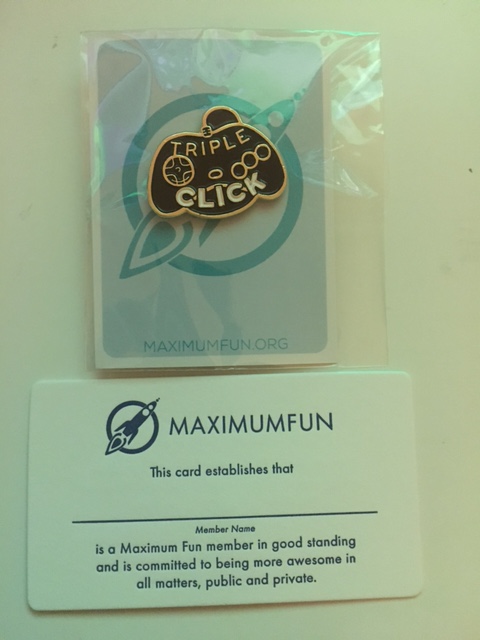 TRIPLE
CLICK
MAXIMUMFUN.ORG
MAXIMUMFUN
This card establishes that
Member Name
is a Maximum Fun member in good standing
and is committed to being more awesome in
all matters, public and private.